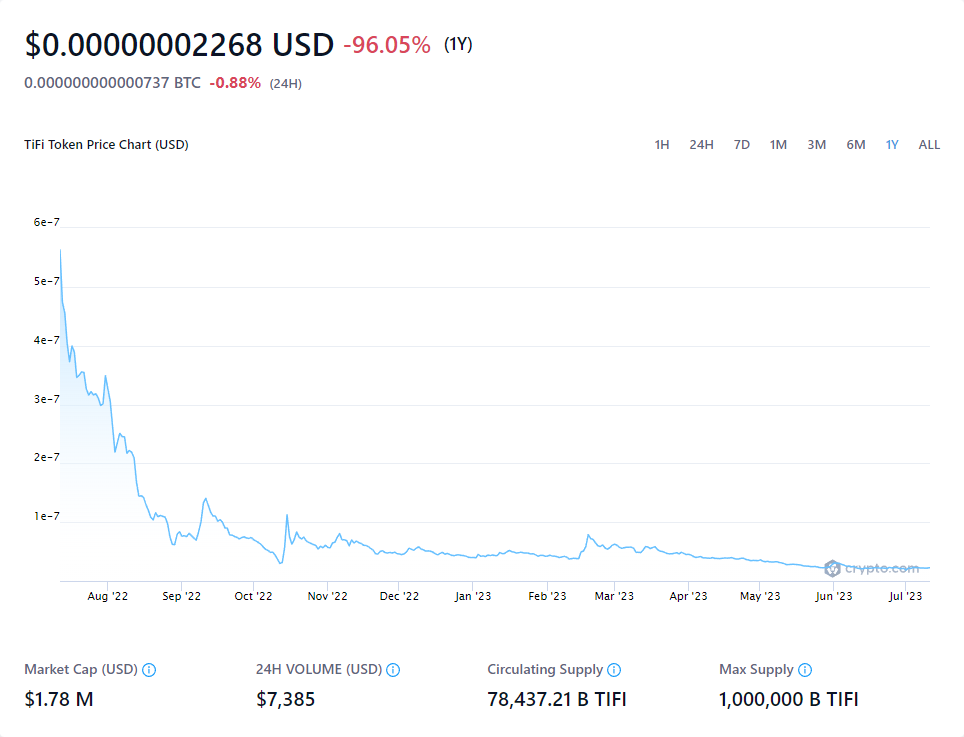 $0.00000002268 USD -96.05% (1Y)
0.000000000000737 BTC -0.88% (24H)
TiFi Token Price Chart (USD) 1H 24H 7D 1M 3M 6M 1Y ALL
6e-7
5e-7
4e-7
3e-7
2e-7
1e-7
crypto.com
Aug '22 Sep '22 Oct '22 Nov '22 Dec '22 Jan '23 Feb '23 Mar '23 Apr '23 May '23 Jun '23 Jul '23
Market Cap (USD) 24H VOLUME (USD) Circulating Supply Max Supply
$1.78 M $7,385 78,437.21 B TIFI 1,000,000 B TIFI